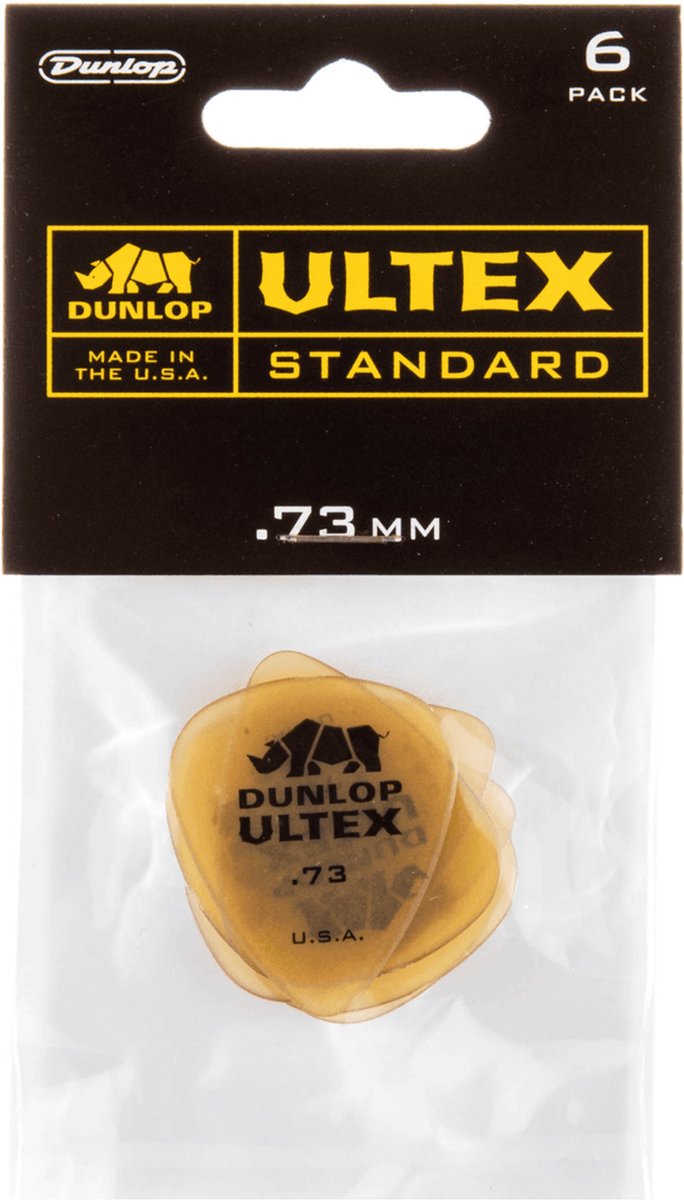 Dunlop
6
PACK
DUNLOP
ULTEX
MADE IN
THE U.S.A.
STANDARD
.73 MM
DUNLOP
ULTEX
.73
U.S.A.